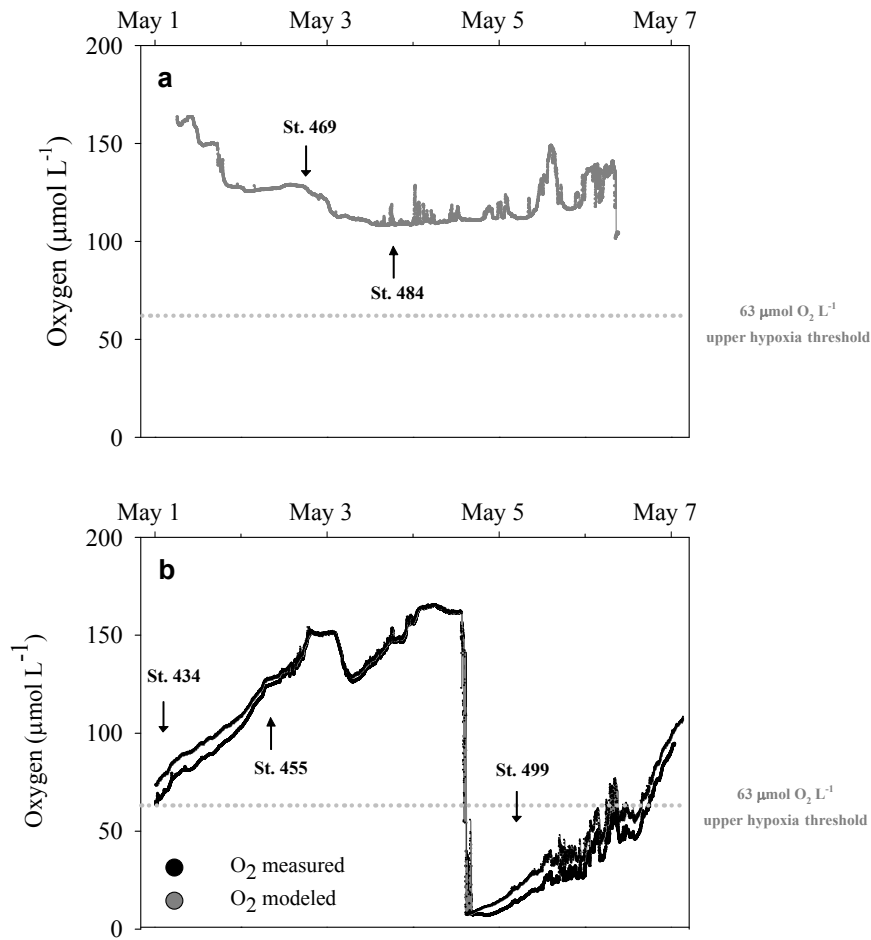 May 1 May 3 May 5 May 7
200
a
150
100
50
0
Oxygen (μmol L-1)
St. 469
St. 484
63 μmol O2 L-1
upper hypoxia threshold
May 1 May 3 May 5 May 7
200
b
150
100
50
0
Oxygen (μmol L-1)
St. 434
St. 455
St. 499
63 μmol O2 L-1
upper hypoxia threshold
O2 measured
O2 modeled